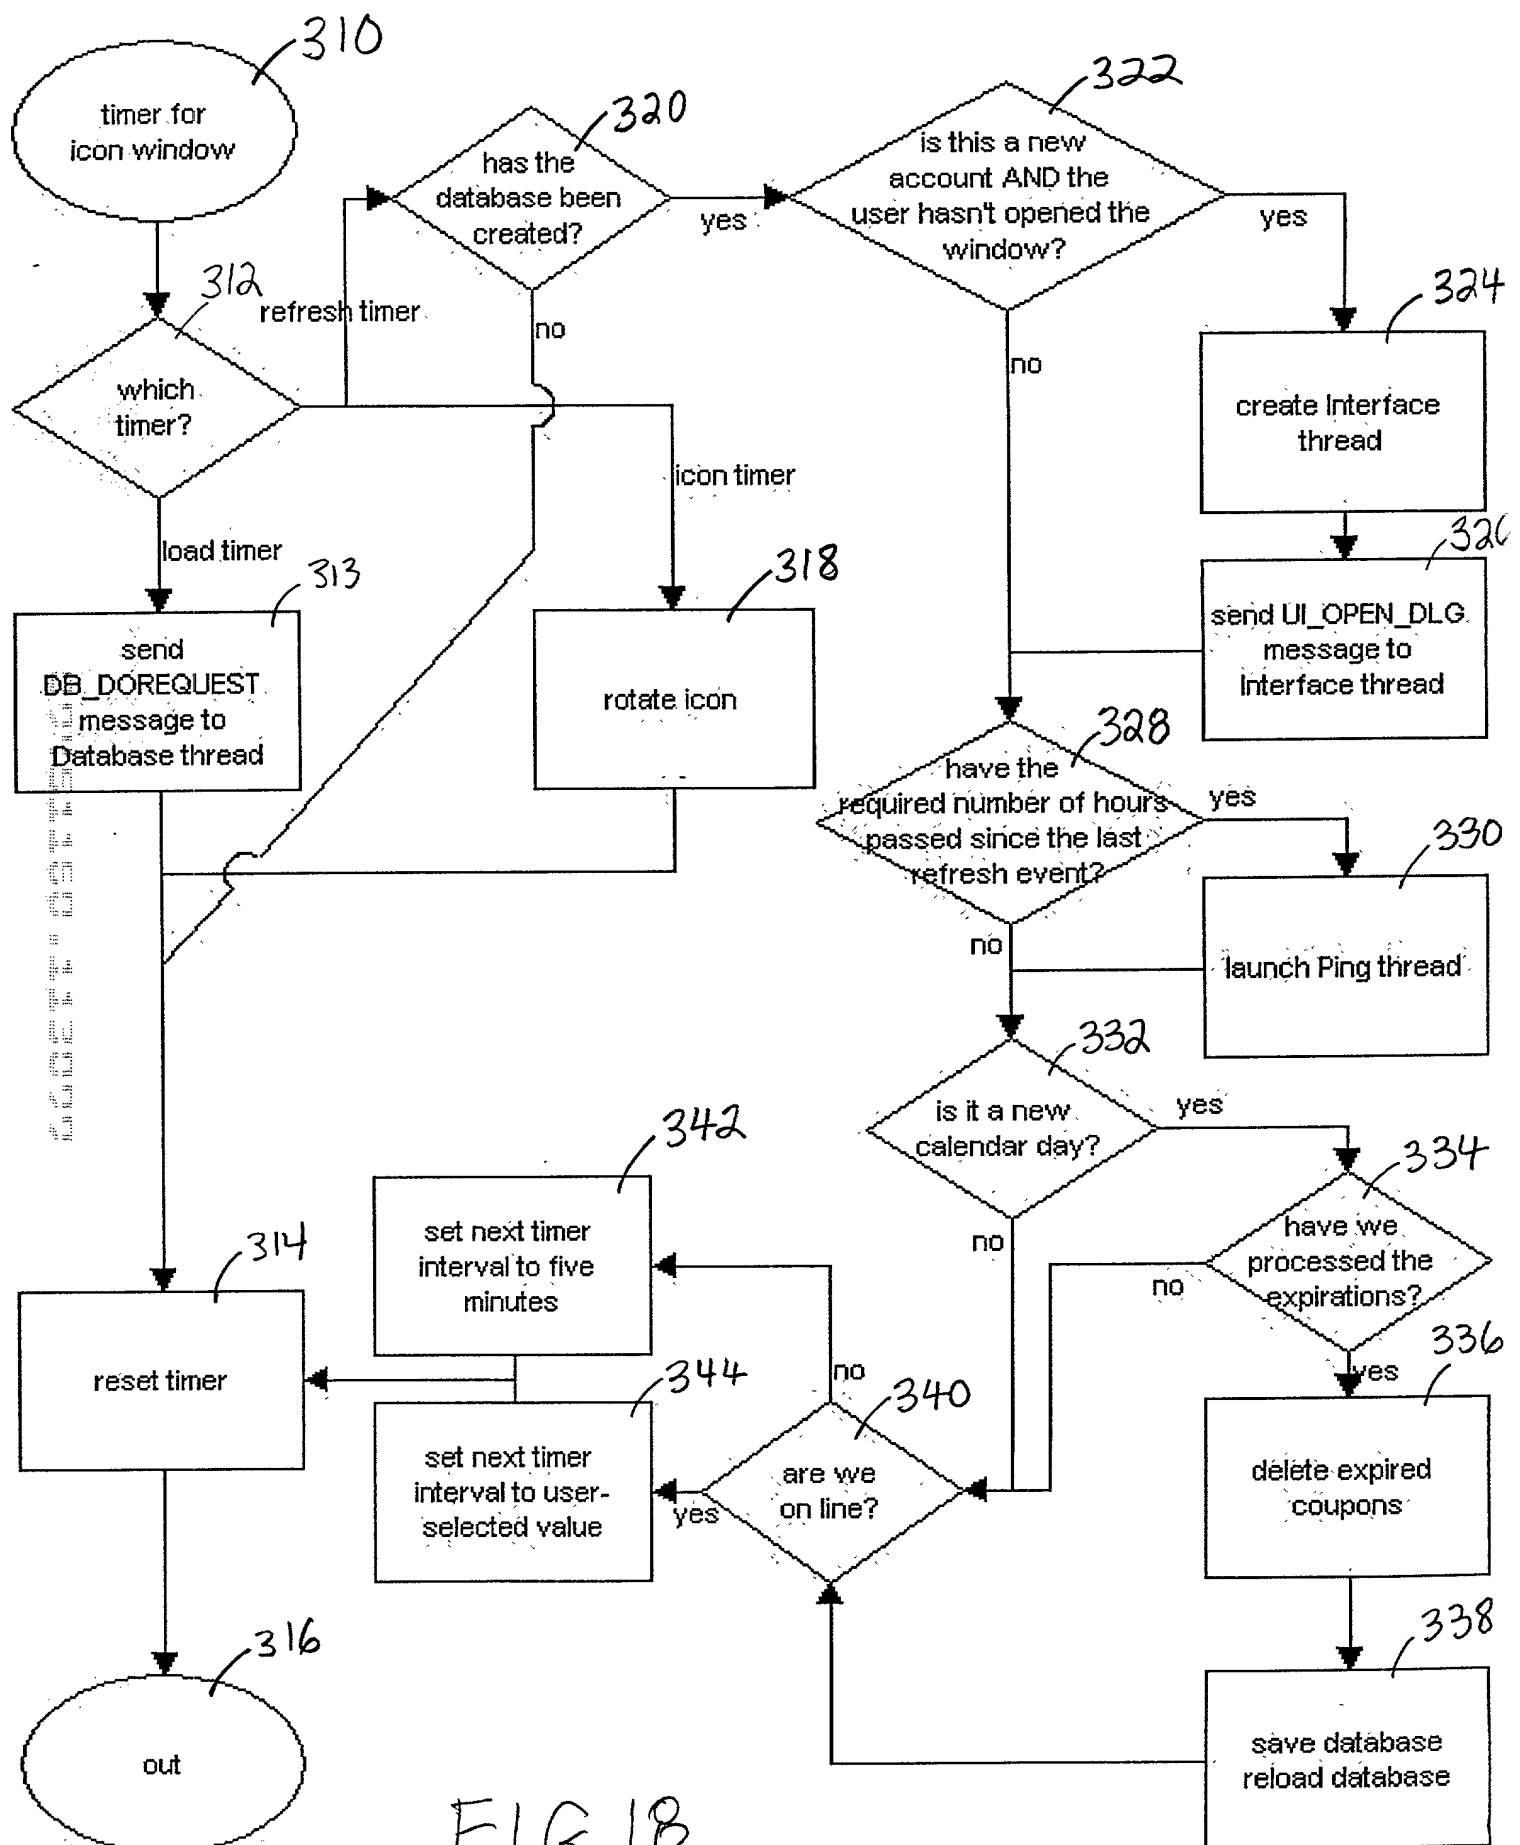 310
timer for
icon window
320
has the
database been
created?
yes
322
is this a new
account AND the
user hasn't opened the
window?
yes
no
no
312
refresh timer
which
timer?
load timer
icon timer
324
create Interface
thread
send UI_OPEN_DLG
message to
Interface thread
313
send
DB_DOREQUEST
message to
Database thread
318
rotate icon
328
have the
required number of hours
passed since the last
refresh event?
yes
no
330
launch Ping thread
332
is it a new
calendar day?
yes
no
334
have we
processed the
expirations?
no
yes
342
set next timer
interval to five
minutes
314
reset timer
344
set next timer
interval to user-
selected value
no
340
are we
on line?
yes
336
delete expired
coupons
338
save database
reload database
316
out
FIG 18